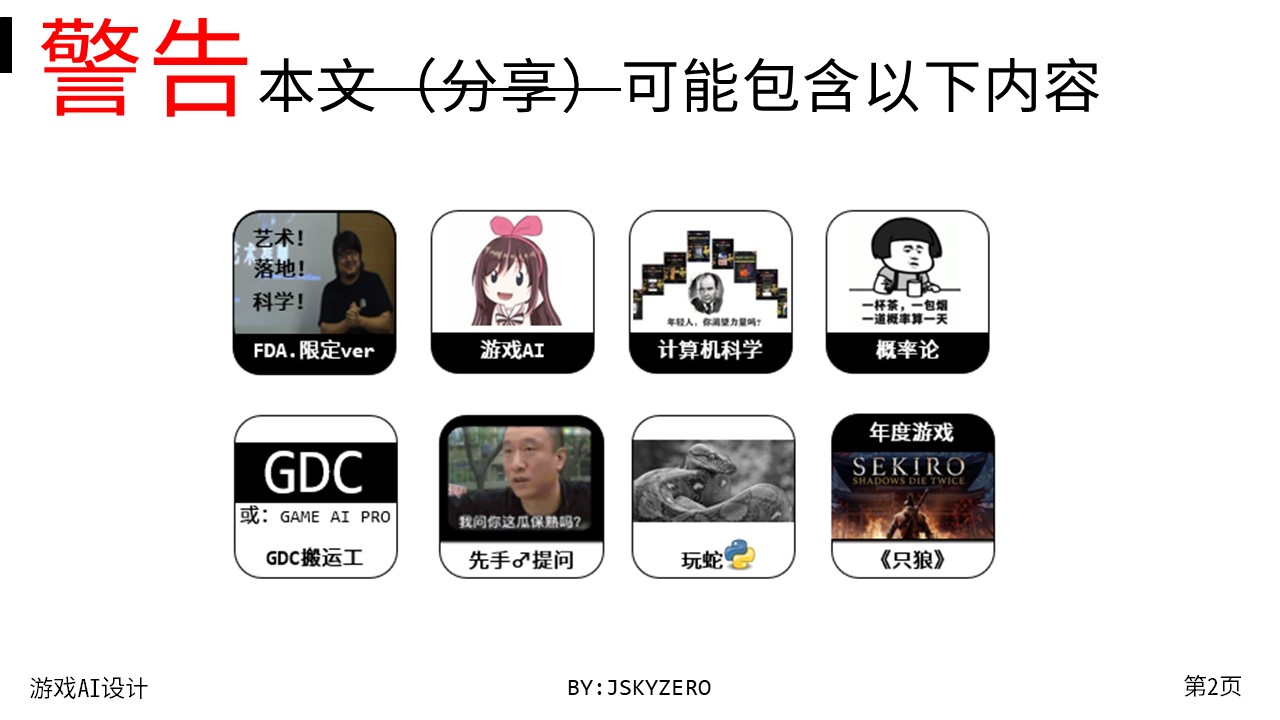 警告本文（分享）可能包含以下内容
艺术！
落地！
科学！
FDA.限定ver
游戏AI
年轻人，你渴望力量吗？
计算机科学
一杯茶，一包烟
一道概率算一天
概率论
GDC
或：GAME AI PRO
GDC搬运工
我问你这瓜保熟吗？
先手♂提问
玩蛇
年度游戏
SEKIRO
SHADOWS DIE TWICE
《只狼》
游戏AI设计
BY:JSKYZERO
第2页